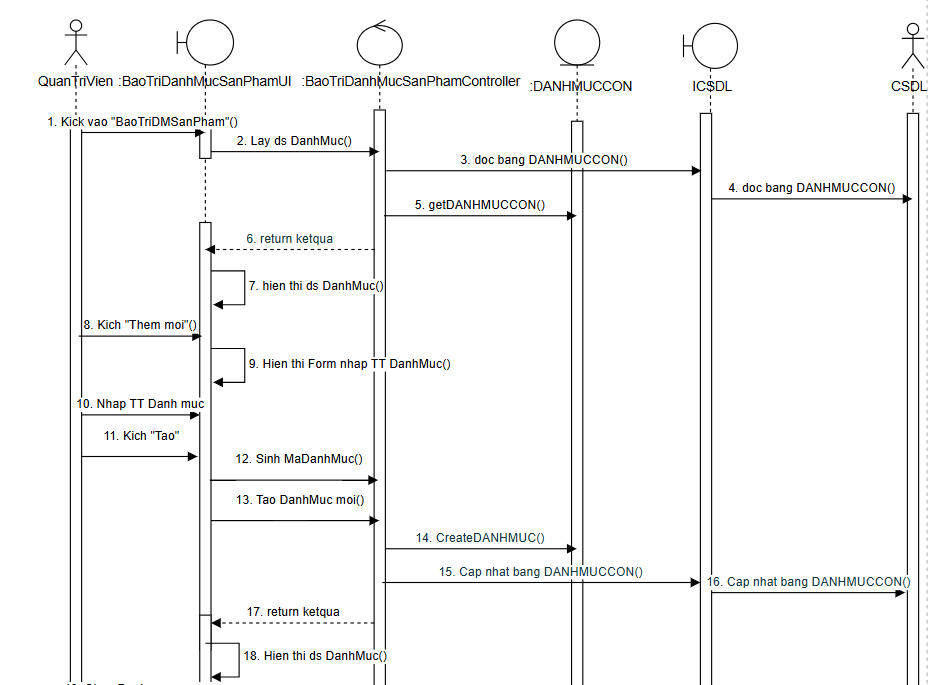 QuanTriVien :BaoTriDanhMucSanPhamUI :BaoTriDanhMucSanPhamController :DANHMUCCON ICSDL CSDL
1. Kick vao "BaoTriDMSanPham"()
2. Lay ds DanhMuc()
3. doc bang DANHMUCCON()
4. doc bang DANHMUCCON()
5. getDANHMUCCON()
6. return ketqua
7. hien thi ds DanhMuc()
8. Kich "Them moi"()
9. Hien thi Form nhap TT DanhMuc()
10. Nhap TT Danh muc
11. Kich "Tao"
12. Sinh MaDanhMuc()
13. Tao DanhMuc moi()
14. CreateDANHMUC()
15. Cap nhat bang DANHMUCCON()
16. Cap nhat bang DANHMUCCON()
17. return ketqua
18. Hien thi ds DanhMuc()